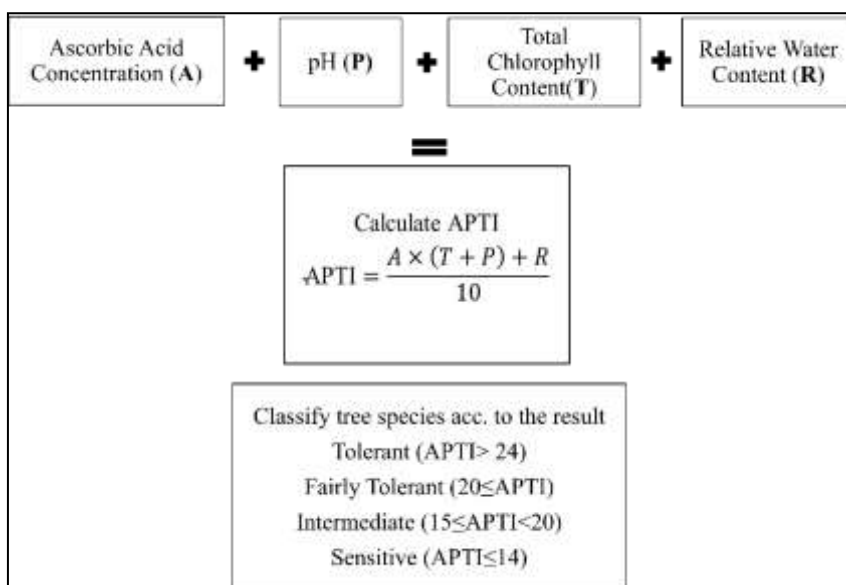 Ascorbic Acid
Concentration (A)
+
pH (P)
+
Total
Chlorophyll
Content(T)
+
Relative Water
Content (R)
=
Calculate APTI
APTI = \frac{A × (T + P) + R}{10}
Classify tree species acc. to the result
Tolerant (APTI> 24)
Fairly Tolerant (20≤APTI)
Intermediate (15≤APTI<20)
Sensitive (APTI≤14)